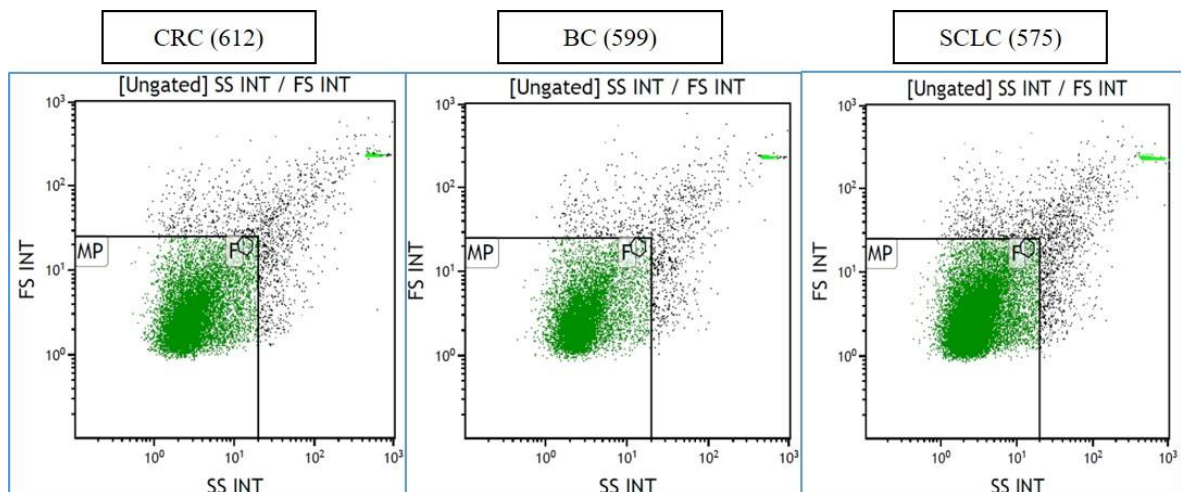 CRC (612)
BC (599)
SCLC (575)
[Ungated] SS INT / FS INT
10³
10²
10¹
10⁰
FS INT
MP
F
10⁰ 10¹ 10² 10³
SS INT
[Ungated] SS INT / FS INT
10³
10²
10¹
10⁰
FS INT
MP
F
10⁰ 10¹ 10² 10³
SS INT
[Ungated] SS INT / FS INT
10³
10²
10¹
10⁰
FS INT
MP
F
10⁰ 10¹ 10² 10³
SS INT